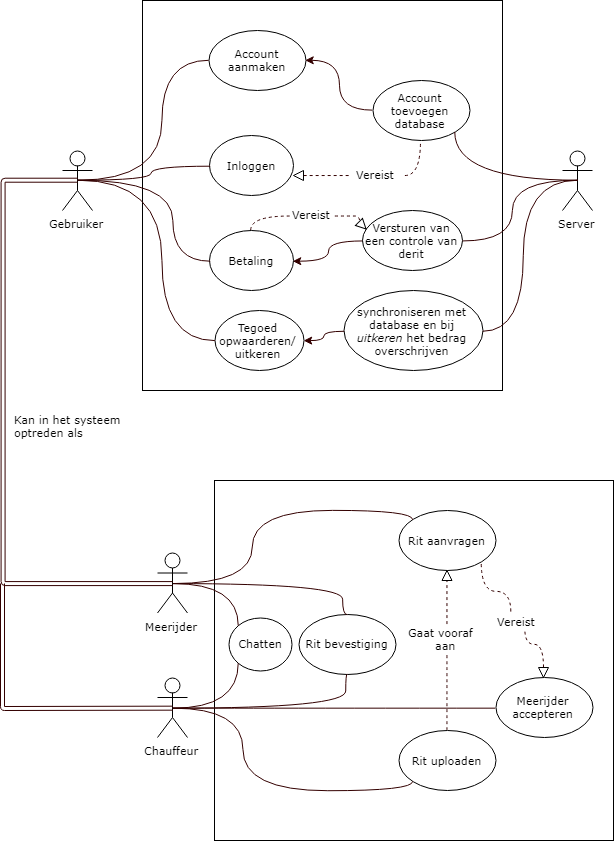 Account
aanmaken
Account
toevoegen
database
Inloggen
Vereist
Gebruiker
Server
Vereist
Versturen van
een controle van
derit
Betaling
Tegoed
opwaarderen/
uitkeren
synchroniseren met
database en bij
uitkeren het bedrag
overschrijven
Kan in het systeem
optreden als
Rit aanvragen
Meerijder
Chatten
Rit bevestiging
Gaat vooraf
aan
Vereist
Meerijder
accepteren
Chauffeur
Rit uploaden